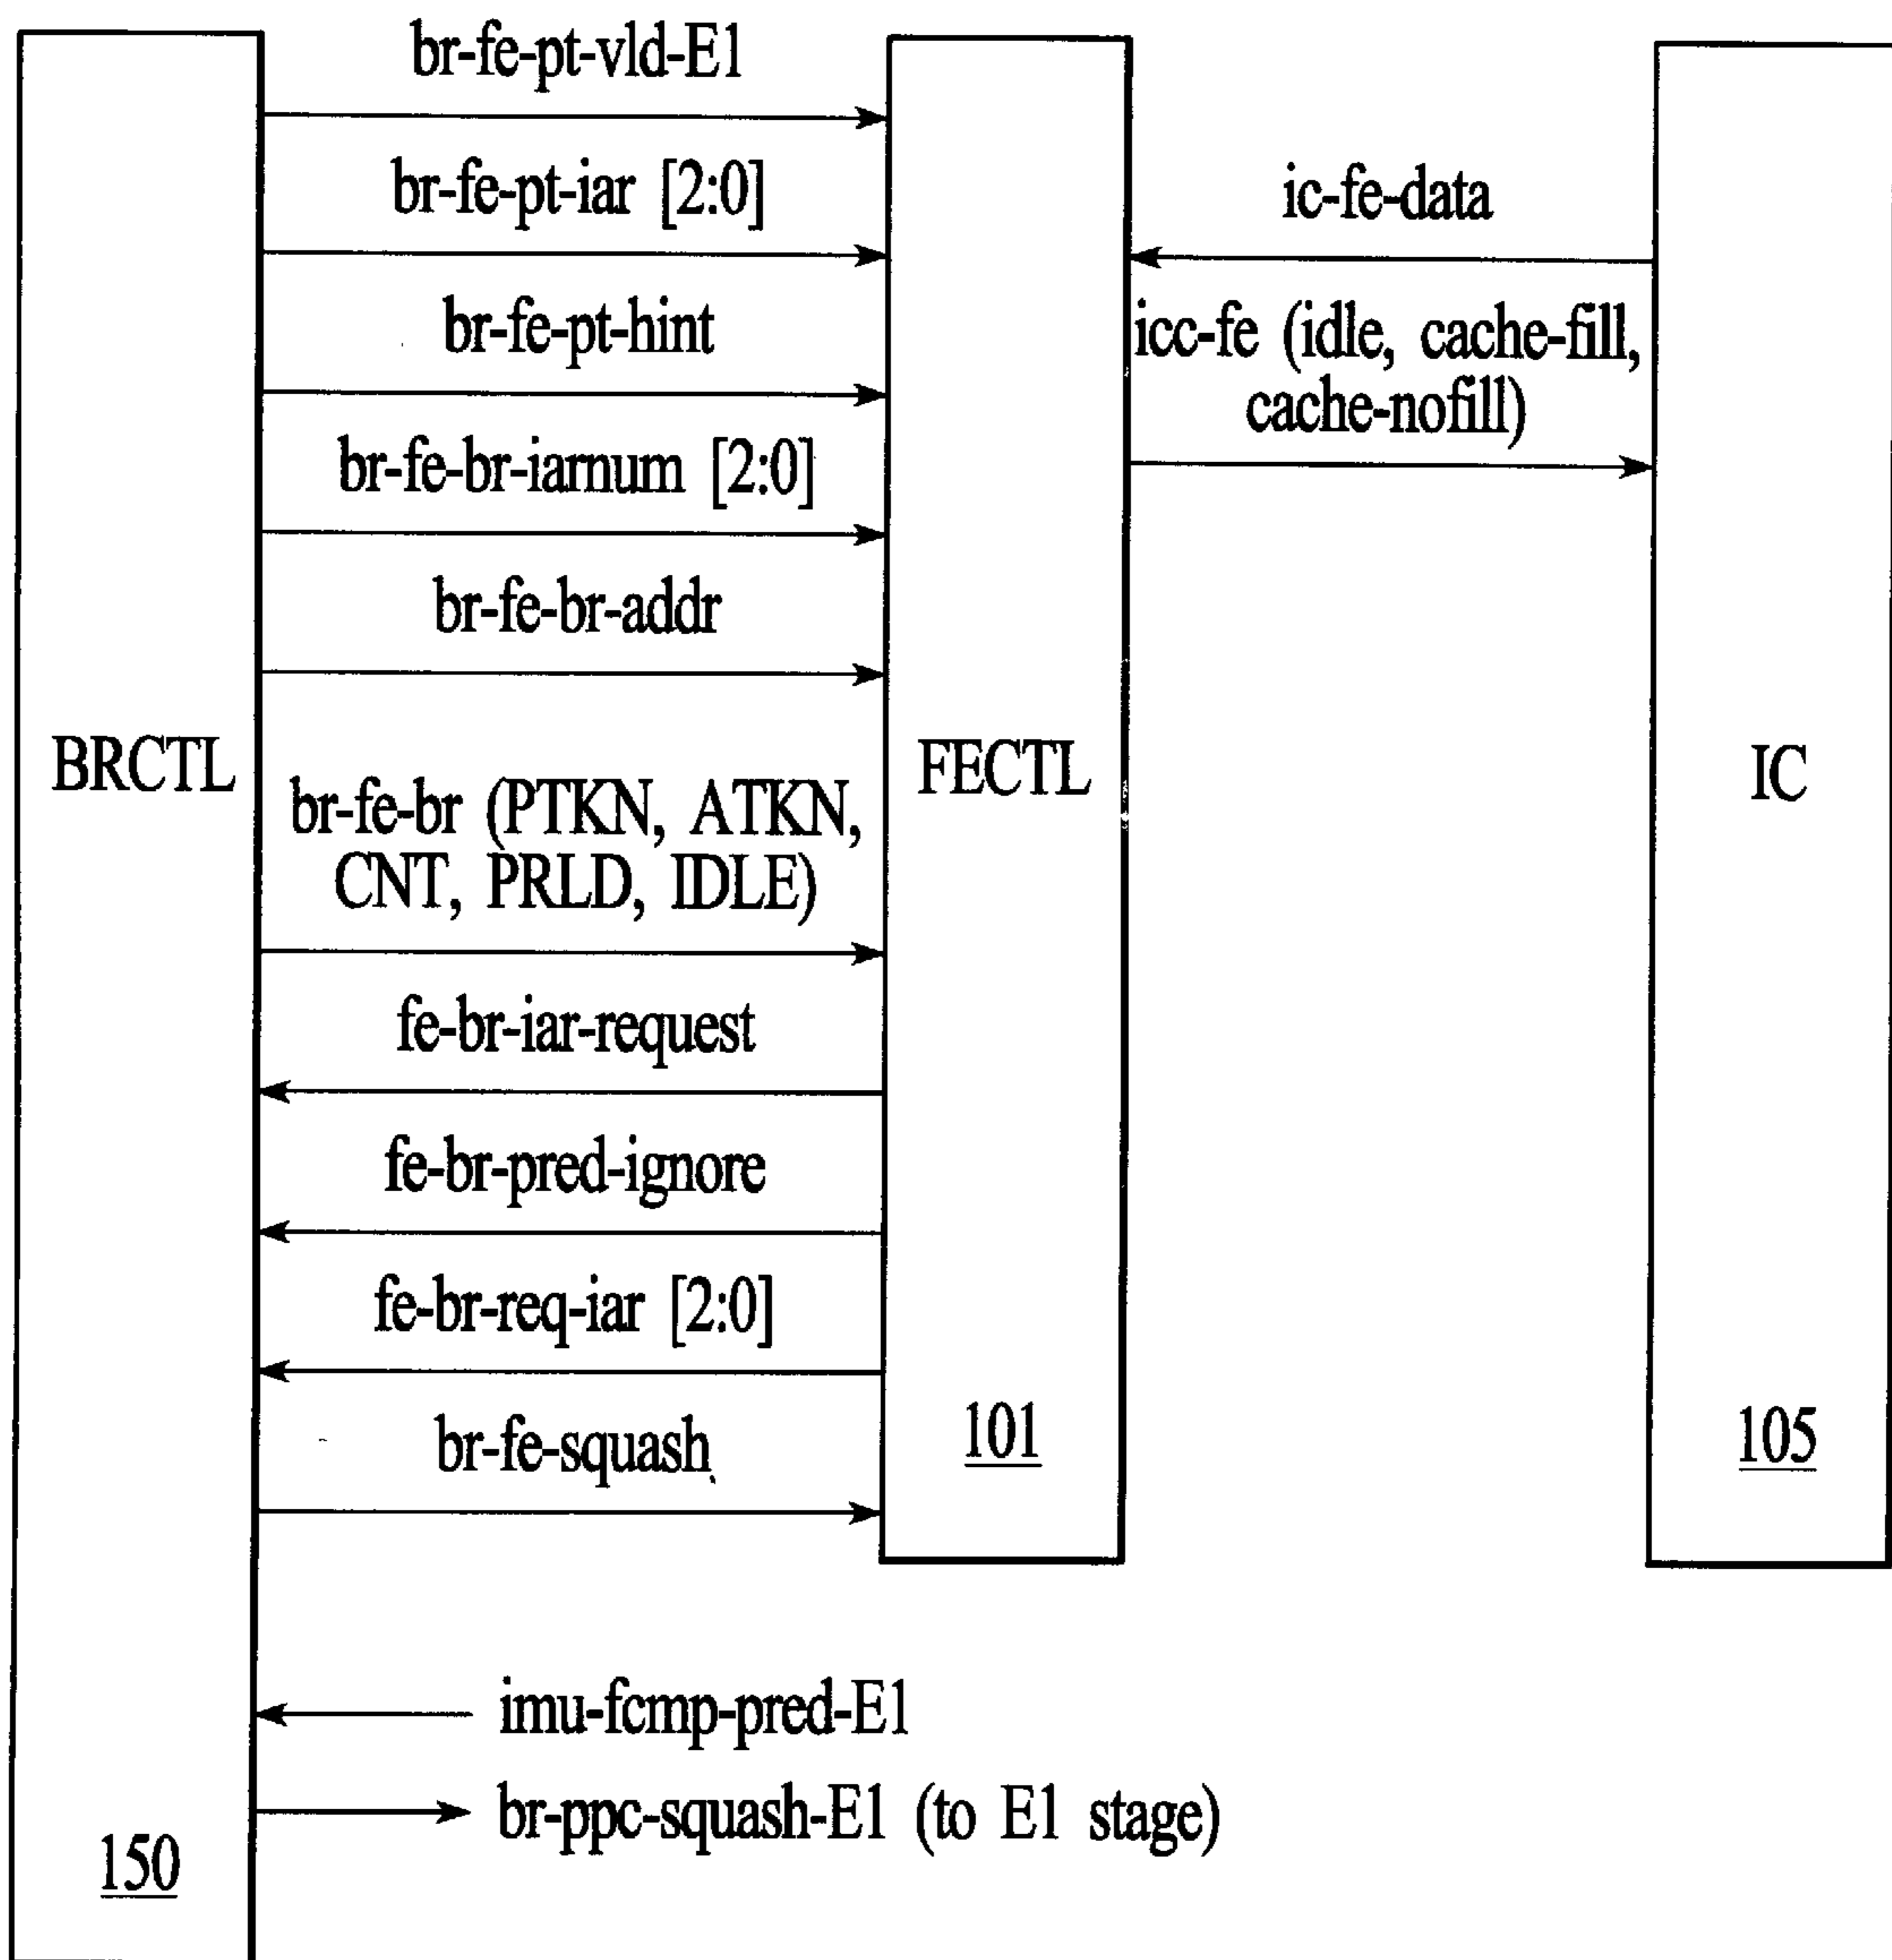 br-fe-pt-vld-E1
br-fe-pt-iar [2:0]
ic-fe-data
br-fe-pt-hint
icc-fe (idle, cache-fill,
cache-nofill)
br-fe-br-iarnum [2:0]
br-fe-br-addr
BRCTL
FECTL
IC
br-fe-br (PTKN, ATKN,
CNT, PRLD, IDLE)
fe-br-iar-request
fe-br-pred-ignore
fe-br-req-iar [2:0]
101
105
br-fe-squash
imu-fcmp-pred-E1
br-ppc-squash-E1 (to E1 stage)
150